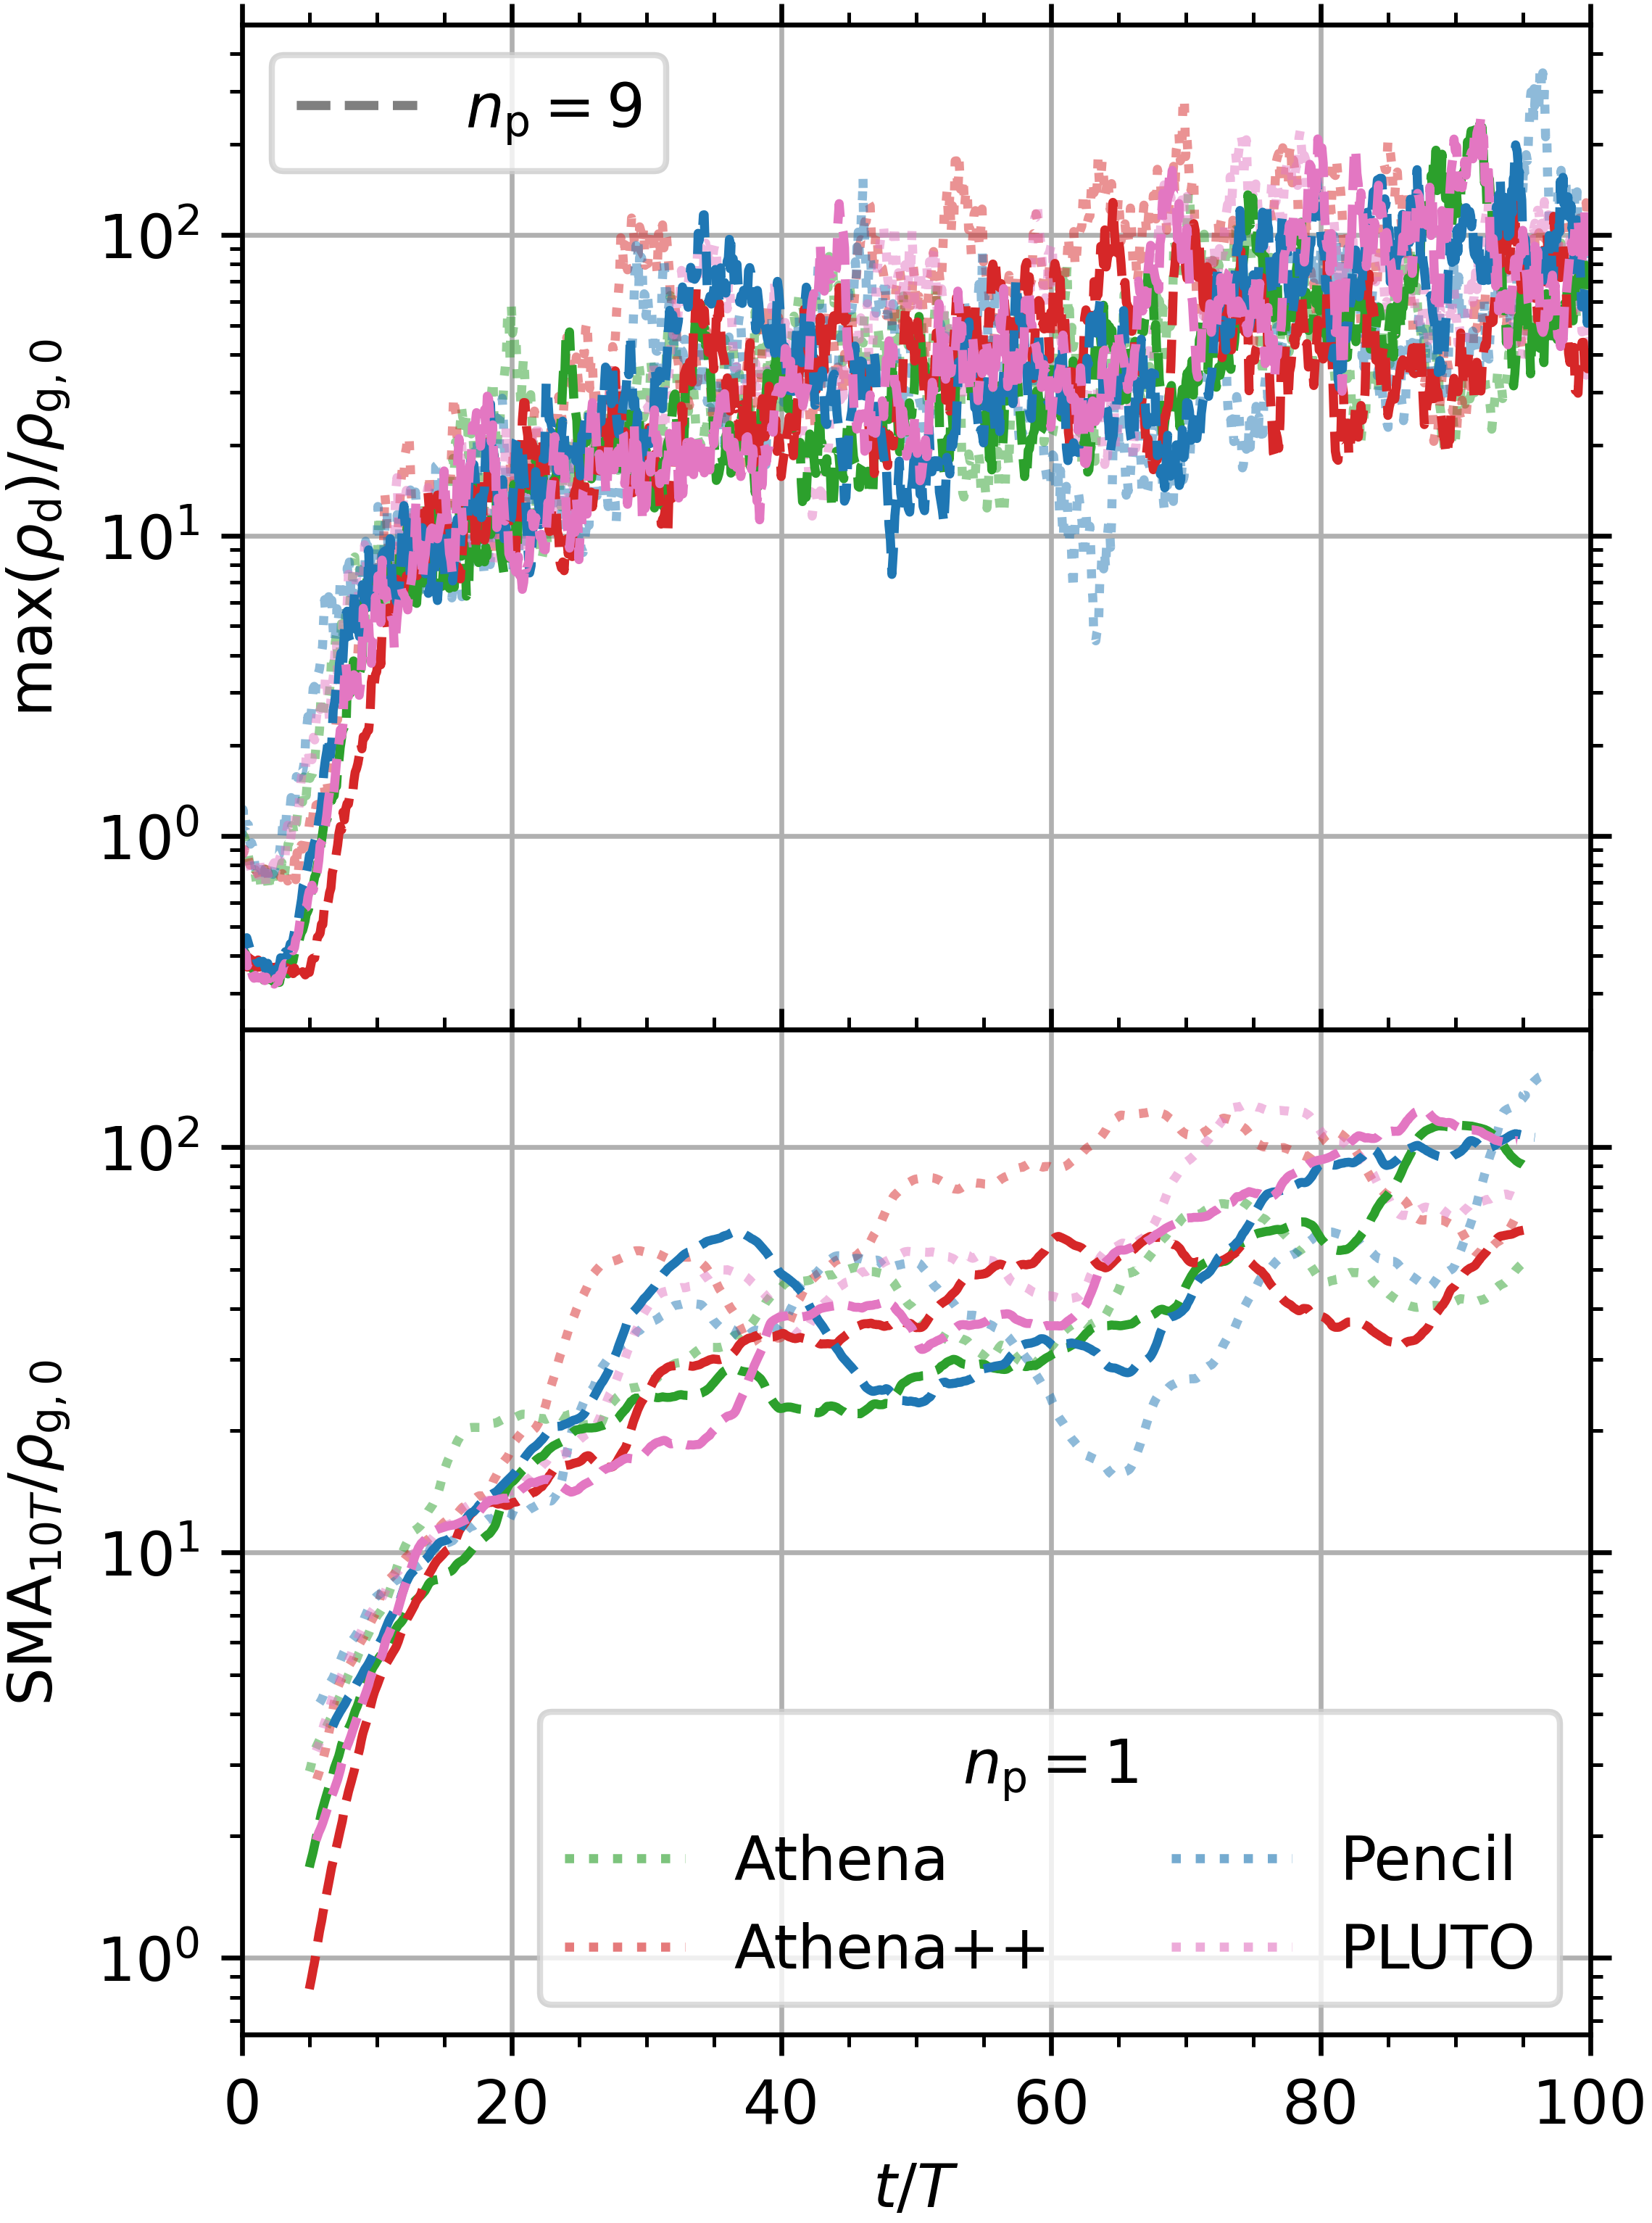 n_p = 9
10^2
10^1
10^0
max(ρ_d)/ρ_g,0
10^2
10^1
10^0
SMA_10T/ρ_g,0
n_p = 1
Athena Pencil
Athena++ PLUTO
0 20 40 60 80 100
t/T